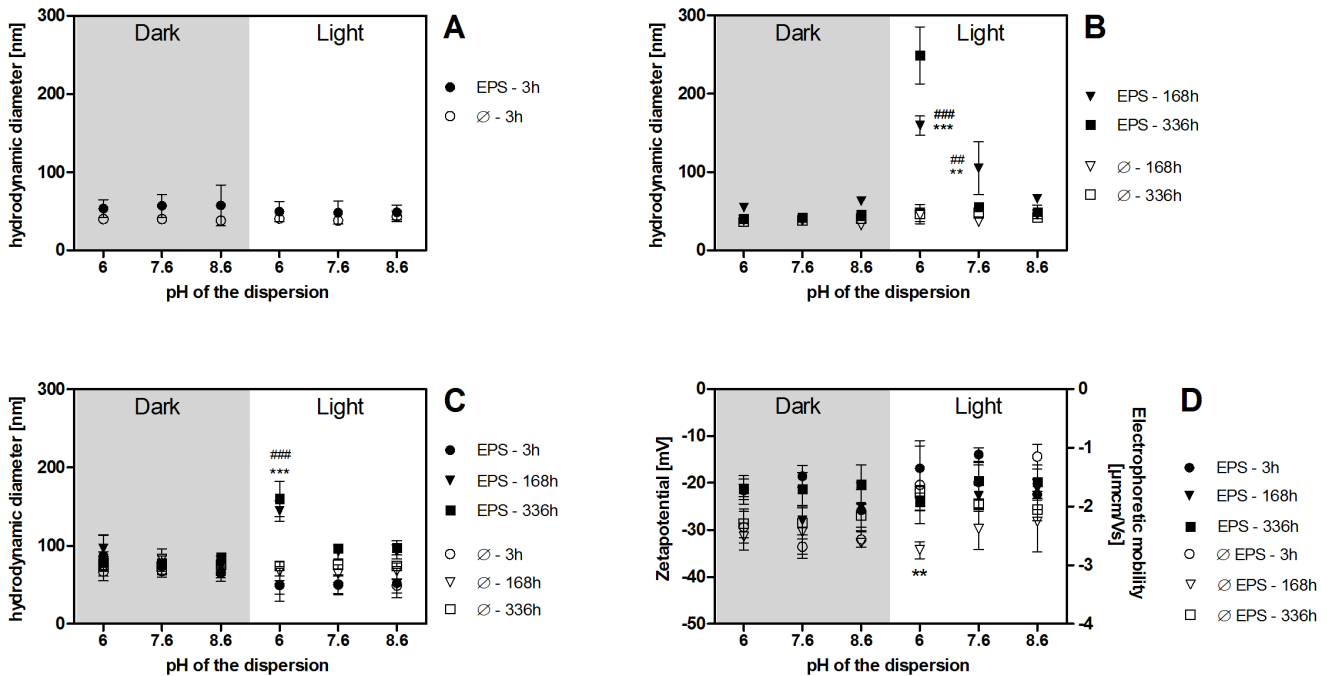 A
hydrodynamic diameter [nm]
Dark Light
300
200
100
0
6 7.6 8.6 6 7.6 8.6
pH of the dispersion
EPS - 3h
∅ - 3h
B
hydrodynamic diameter [nm]
Dark Light
300
200
100
0
###
***
##
**
6 7.6 8.6 6 7.6 8.6
pH of the dispersion
EPS - 168h
EPS - 336h
∅ - 168h
∅ - 336h
C
hydrodynamic diameter [nm]
Dark Light
300
200
100
0
###
***
6 7.6 8.6 6 7.6 8.6
pH of the dispersion
EPS - 3h
EPS - 168h
EPS - 336h
∅ - 3h
∅ - 168h
∅ - 336h
D
Zetapotential [mV]
Dark Light
0
-10
-20
-30
-40
-50
**
0
-1
-2
-3
-4
Electrophoretic mobility
[µmcm/Vs]
6 7.6 8.6 6 7.6 8.6
pH of the dispersion
EPS - 3h
EPS - 168h
EPS - 336h
∅ EPS - 3h
∅ EPS - 168h
∅ EPS - 336h